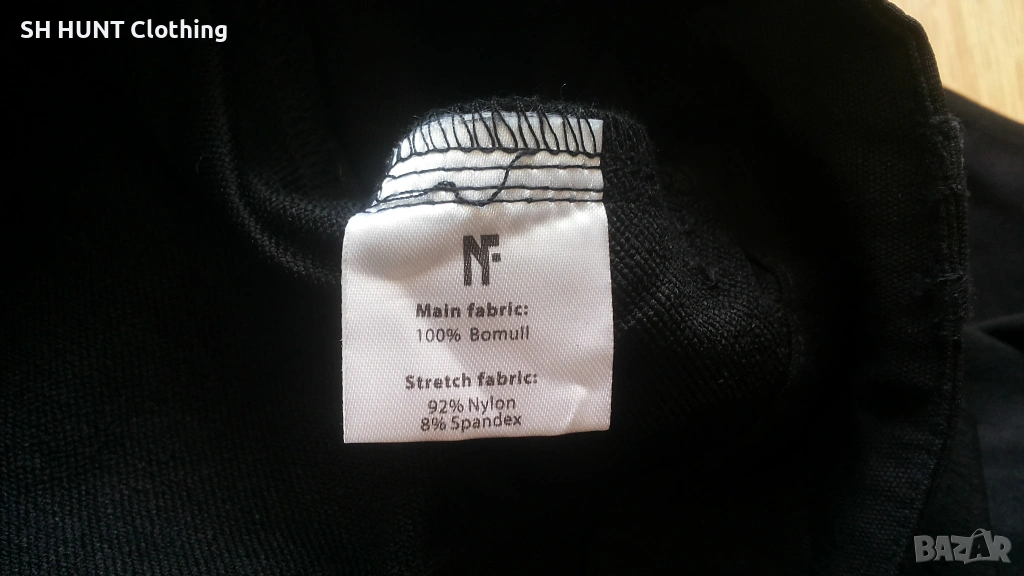 SH HUNT Clothing
NF
Main fabric:
100% Bomull
Stretch fabric:
92% Nylon
8% Spandex
BAZAR